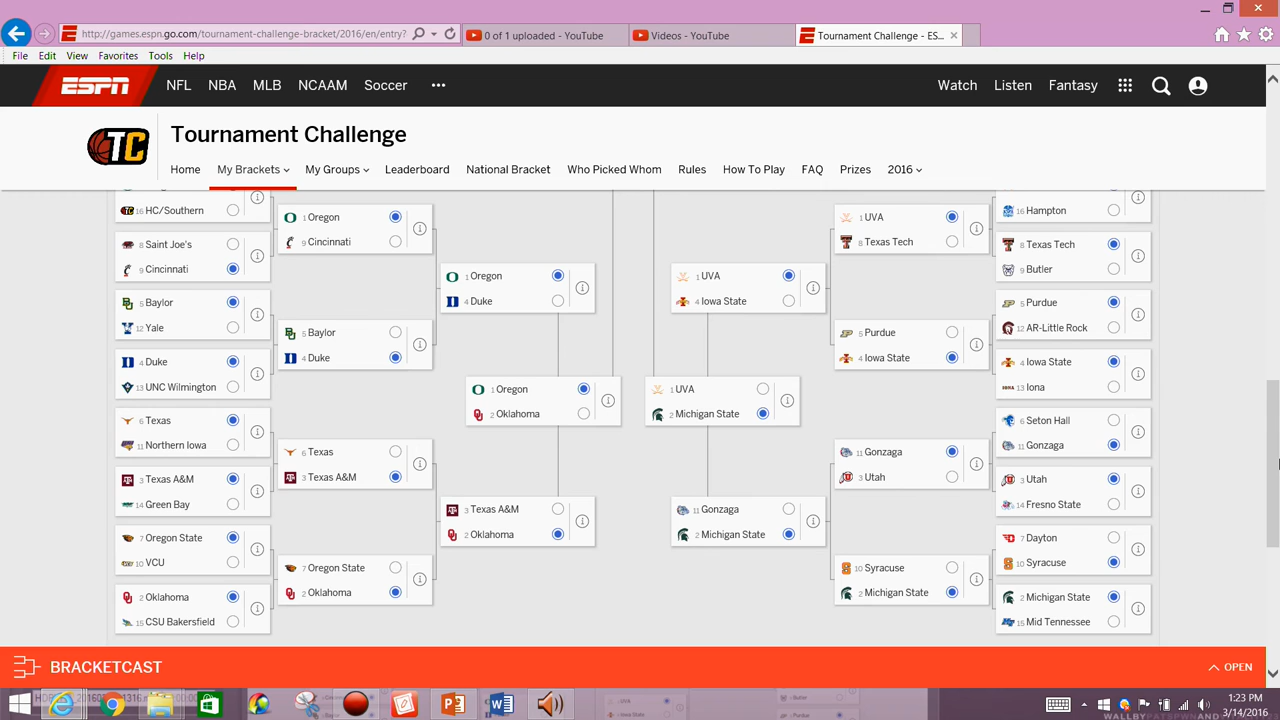 http://games.espn.go.com/tournament-challenge-bracket/2016/en/entry?
0 of 1 uploaded - YouTube
Videos - YouTube
Tournament Challenge - ES...
File Edit View Favorites Tools Help
ESPN NFL NBA MLB NCAAM Soccer Watch Listen Fantasy
TC Tournament Challenge
Home My Brackets My Groups Leaderboard National Bracket Who Picked Whom Rules How To Play FAQ Prizes 2016
16 HC/Southern
8 Saint Joe's
9 Cincinnati
5 Baylor
12 Yale
4 Duke
13 UNC Wilmington
6 Texas
11 Northern Iowa
3 Texas A&M
14 Green Bay
7 Oregon State
10 VCU
2 Oklahoma
15 CSU Bakersfield
1 Oregon
9 Cincinnati
5 Baylor
4 Duke
6 Texas
3 Texas A&M
7 Oregon State
2 Oklahoma
1 Oregon
4 Duke
3 Texas A&M
2 Oklahoma
1 Oregon
2 Oklahoma
1 UVA
2 Michigan State
1 UVA
4 Iowa State
11 Gonzaga
2 Michigan State
1 UVA
8 Texas Tech
5 Purdue
4 Iowa State
11 Gonzaga
3 Utah
10 Syracuse
2 Michigan State
16 Hampton
8 Texas Tech
9 Butler
5 Purdue
12 AR-Little Rock
4 Iowa State
13 Iona
6 Seton Hall
11 Gonzaga
3 Utah
14 Fresno State
7 Dayton
10 Syracuse
2 Michigan State
15 Mid Tennessee
BRACKETCAST OPEN
1:23 PM
3/14/2016